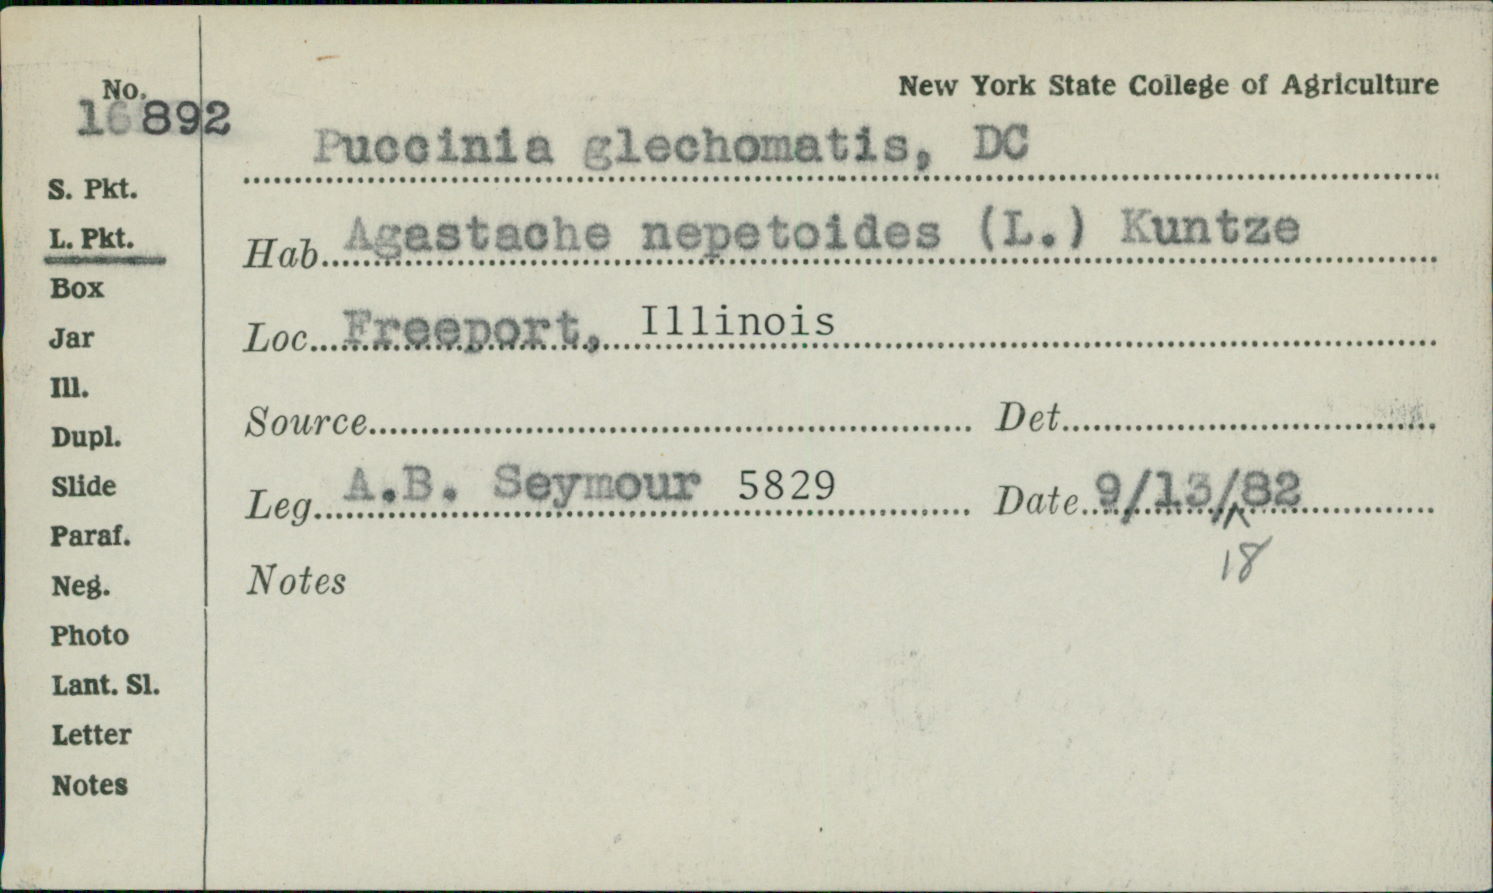 No.
16892
New York State College of Agriculture
Puccinia glechomatis, DC
Hab. Agastache nepetoides (L.) Kuntze
Loc. Freeport, Illinois
Source Det.
Leg. A.B. Seymour 5829 Date 9/13/82
^
18
Notes
S. Pkt.
L. Pkt.
Box
Jar
Ill.
Dupl.
Slide
Paraf.
Neg.
Photo
Lant. Sl.
Letter
Notes